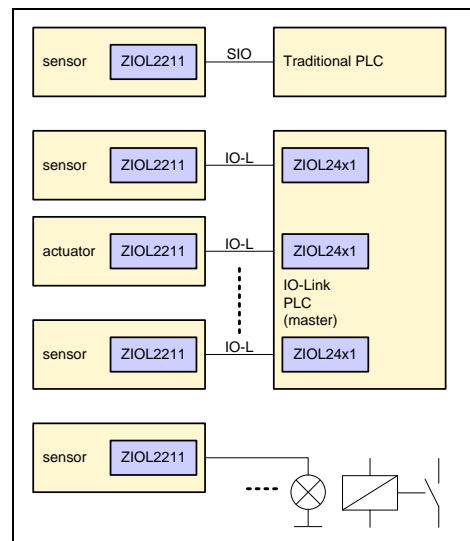 sensor ZIOL2211 SIO Traditional PLC
sensor ZIOL2211 IO-L ZIOL24x1
actuator ZIOL2211 IO-L ZIOL24x1
IO-Link
PLC
(master)
sensor ZIOL2211 IO-L ZIOL24x1
sensor ZIOL2211